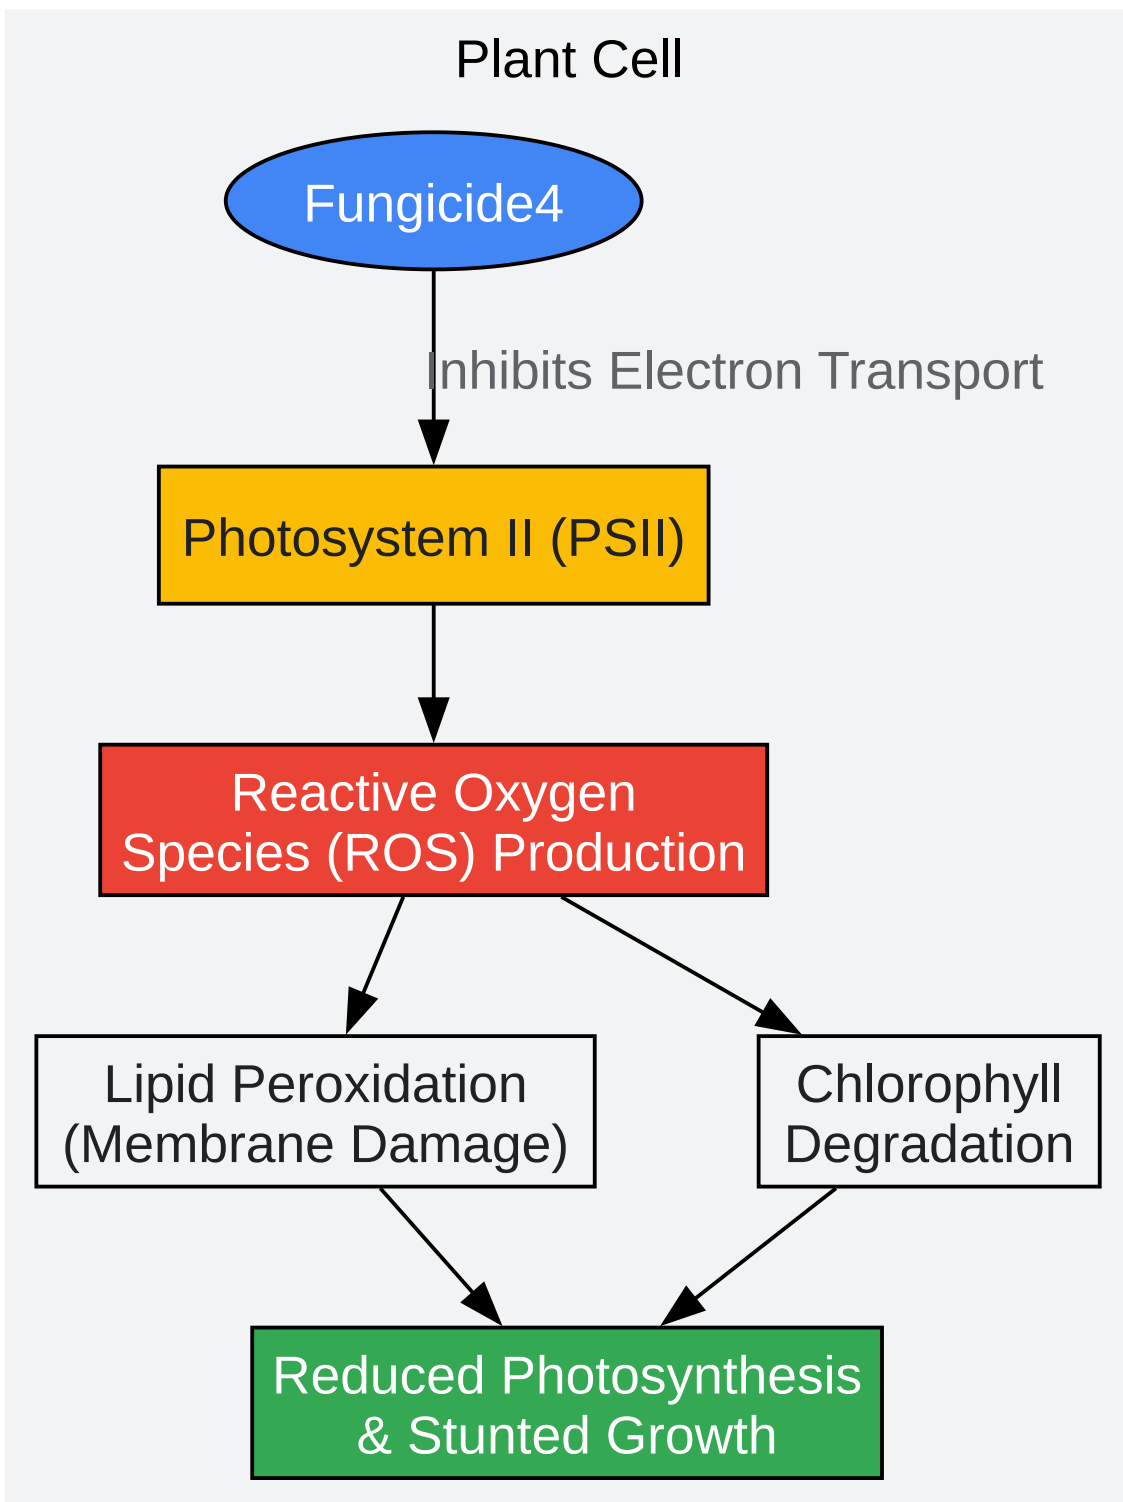 Plant Cell
Fungicide4
Inhibits Electron Transport
Photosystem II (PSII)
Reactive Oxygen
Species (ROS) Production
Lipid Peroxidation
(Membrane Damage)
Chlorophyll
Degradation
Reduced Photosynthesis
& Stunted Growth